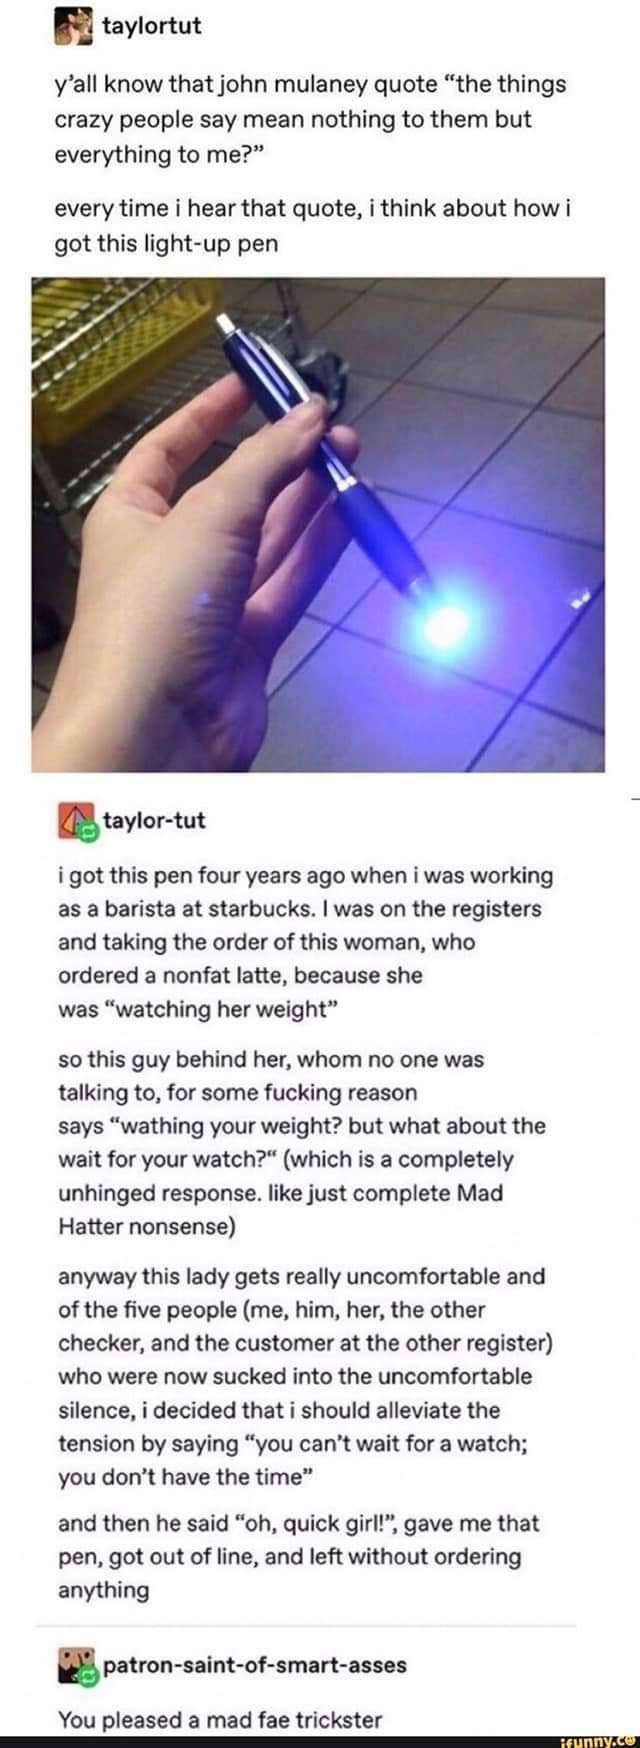 taylortut
y'all know that john mulaney quote “the things
crazy people say mean nothing to them but
everything to me?”
every time i hear that quote, i think about how i
got this light-up pen
taylor-tut
i got this pen four years ago when i was working
as a barista at starbucks. I was on the registers
and taking the order of this woman, who
ordered a nonfat latte, because she
was “watching her weight”
so this guy behind her, whom no one was
talking to, for some fucking reason
says “wathing your weight? but what about the
wait for your watch?“ (which is a completely
unhinged response. like just complete Mad
Hatter nonsense)
anyway this lady gets really uncomfortable and
of the five people (me, him, her, the other
checker, and the customer at the other register)
who were now sucked into the uncomfortable
silence, i decided that i should alleviate the
tension by saying “you can't wait for a watch;
you don't have the time”
and then he said “oh, quick girl!”, gave me that
pen, got out of line, and left without ordering
anything
patron-saint-of-smart-asses
You pleased a mad fae trickster
ifunny.co